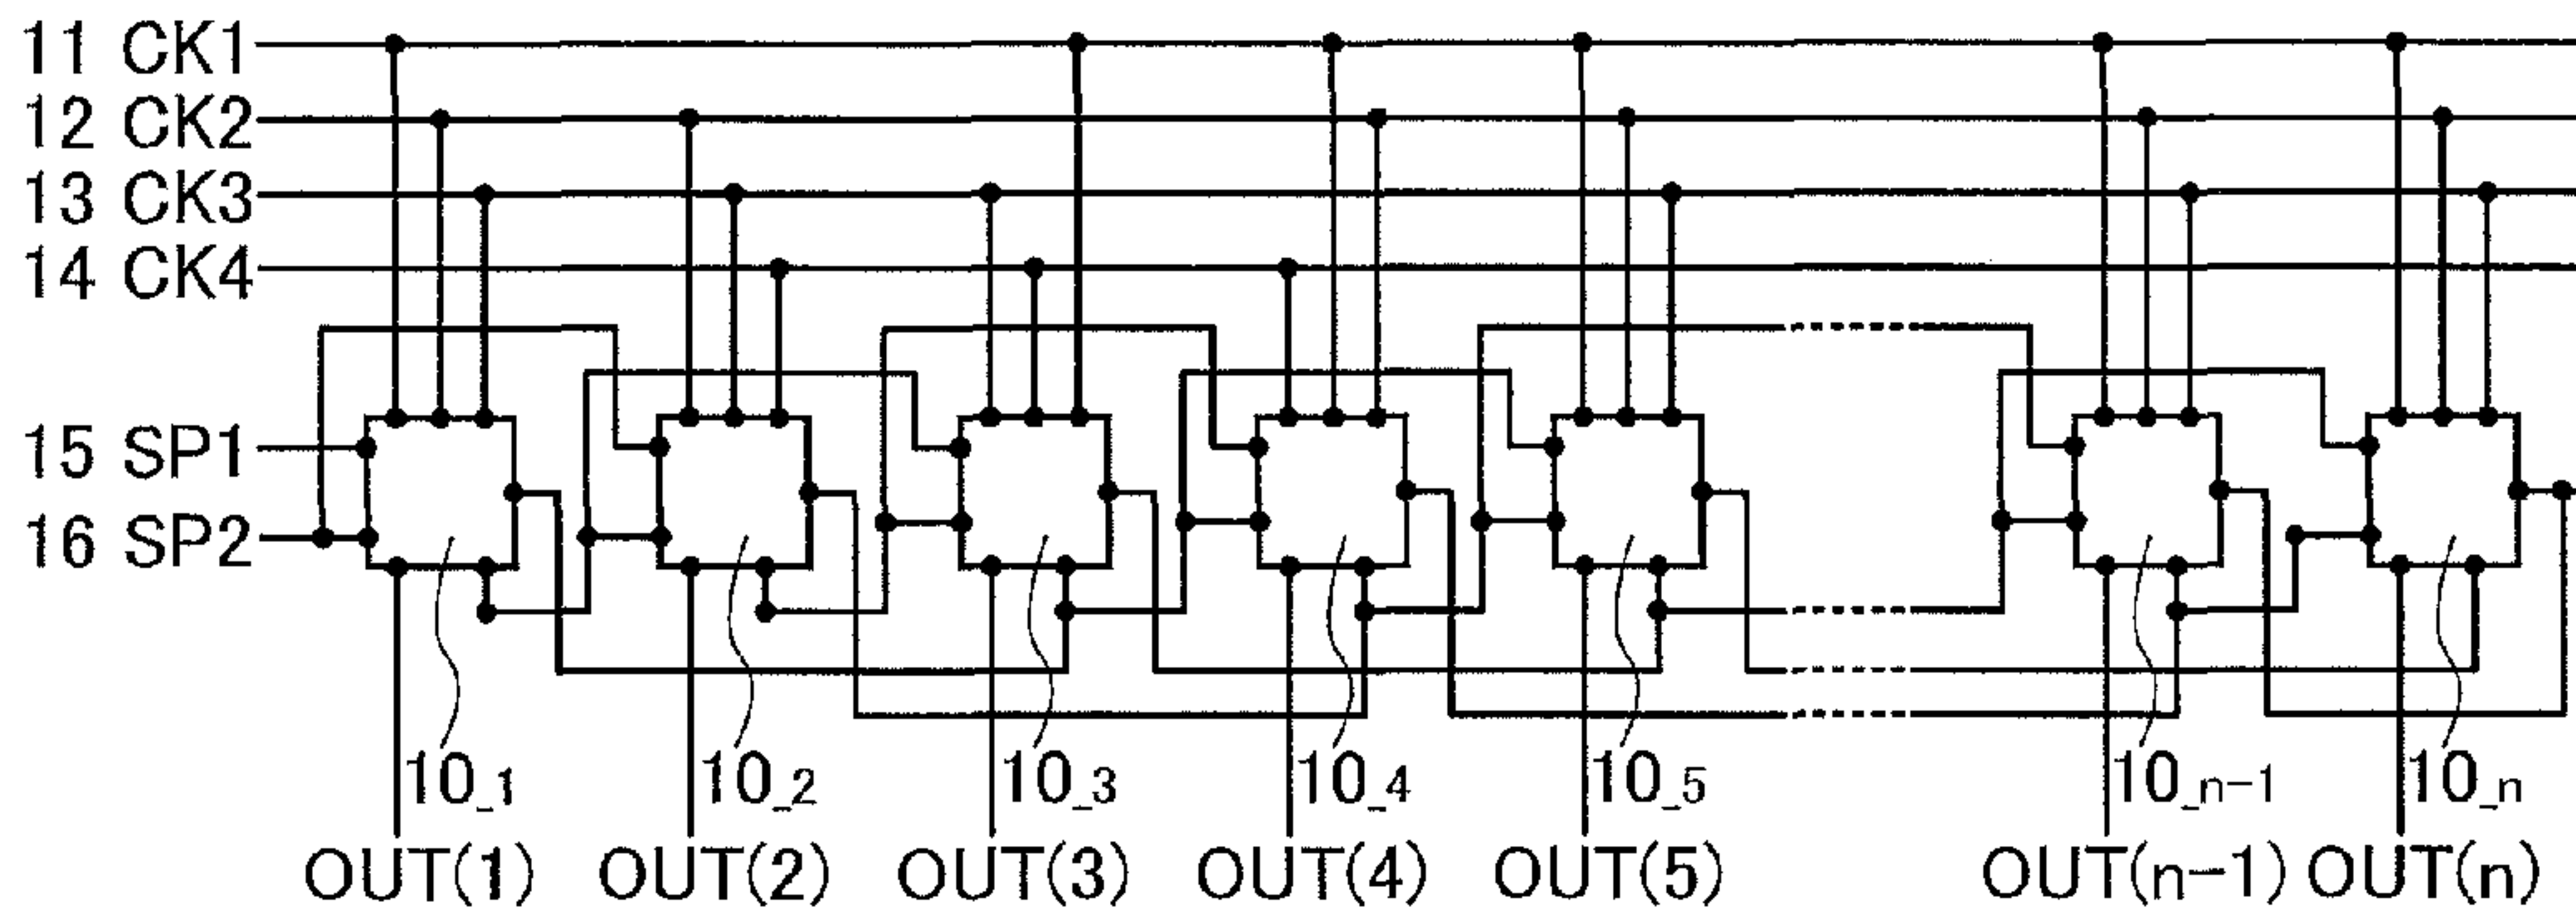 11 CK1
12 CK2
13 CK3
14 CK4
15 SP1
16 SP2
10_1 10_2 10_3 10_4 10_5 10_n-1 10_n
OUT(1) OUT(2) OUT(3) OUT(4) OUT(5) OUT(n-1) OUT(n)